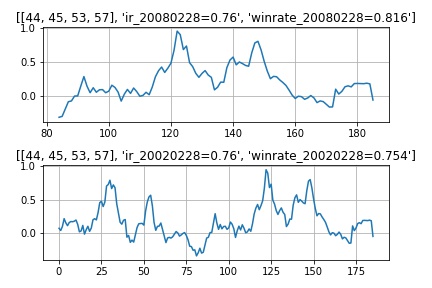 [[44, 45, 53, 57], 'ir_20080228=0.76', 'winrate_20080228=0.816']
1.0
0.5
0.0
80 100 120 140 160 180
[[44, 45, 53, 57], 'ir_20020228=0.76', 'winrate_20020228=0.754']
1.0
0.5
0.0
0 25 50 75 100 125 150 175